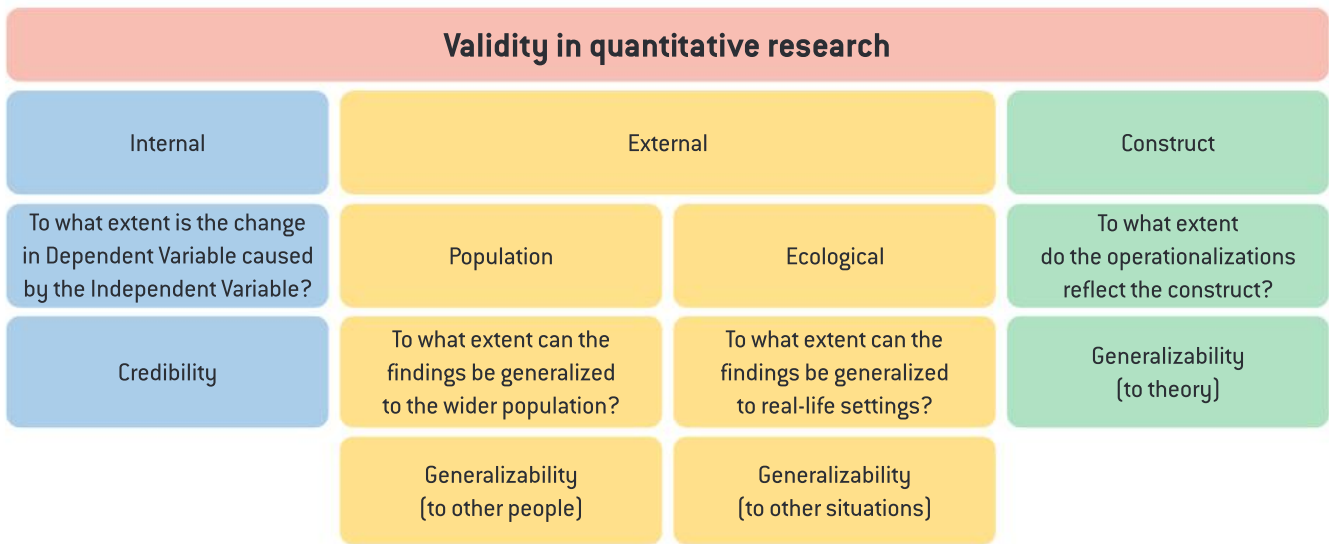 Validity in quantitative research
Internal
External
Construct
To what extent is the change
in Dependent Variable caused
by the Independent Variable?
Population
Ecological
To what extent
do the operationalizations
reflect the construct?
Credibility
To what extent can the
findings be generalized
to the wider population?
To what extent can the
findings be generalized
to real-life settings?
Generalizability
(to theory)
Generalizability
(to other people)
Generalizability
(to other situations)